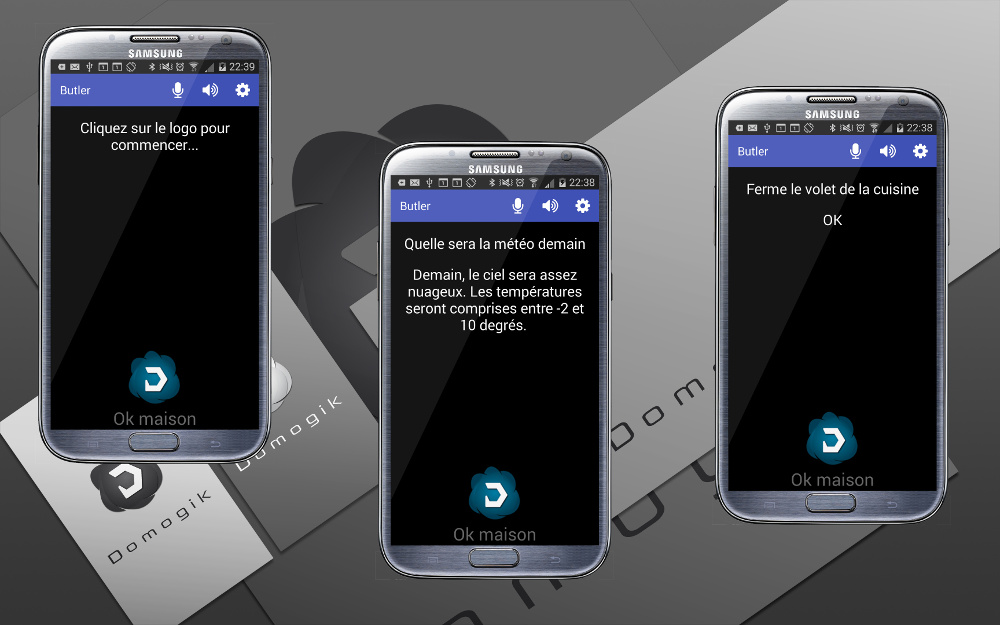 SAMSUNG
22:39
Butler
Cliquez sur le logo pour
commencer...
Ok maison
SAMSUNG
22:38
Butler
Quelle sera la météo demain
Demain, le ciel sera assez
nuageux. Les températures
seront comprises entre -2 et
10 degrés.
Ok maison
SAMSUNG
22:38
Butler
Ferme le volet de la cuisine
OK
Ok maison
Domogik
Domogik